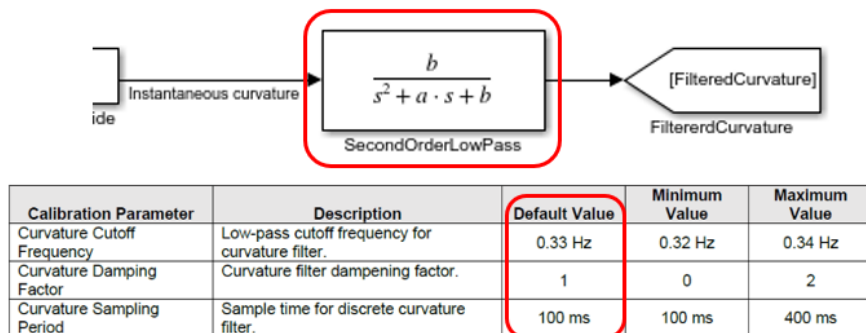 b
s² + a · s + b
Instantaneous curvature
ide
SecondOrderLowPass
[FilteredCurvature]
FiltererdCurvature
Calibration Parameter Description Default Value Minimum Value Maximum Value
Curvature Cutoff Frequency Low-pass cutoff frequency for curvature filter. 0.33 Hz 0.32 Hz 0.34 Hz
Curvature Damping Factor Curvature filter dampening factor. 1 0 2
Curvature Sampling Period Sample time for discrete curvature filter. 100 ms 100 ms 400 ms